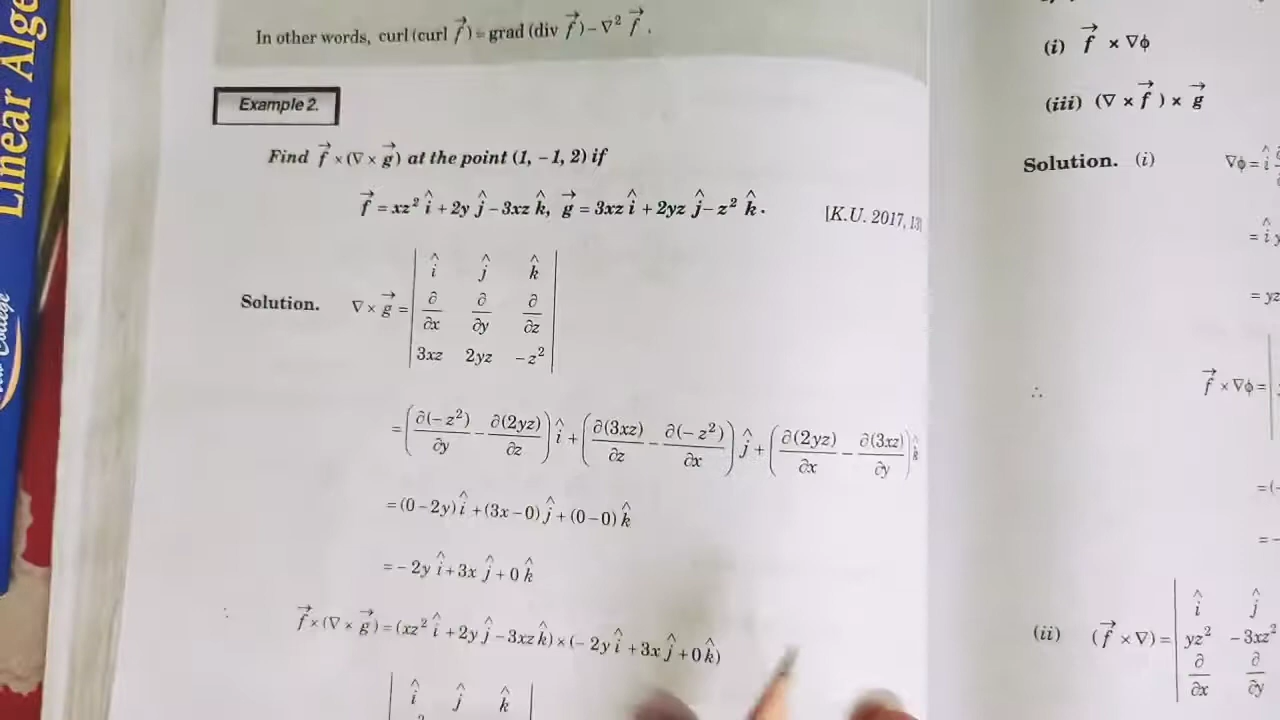 Linear Alge
College
In other words, curl (curl f⃗) = grad (div f⃗) – ∇² f⃗.
Example 2.
Find f⃗ × (∇ × g⃗) at the point (1, –1, 2) if
f⃗ = xz² î + 2y ĵ – 3xz k̂, g⃗ = 3xz î + 2yz ĵ – z² k̂.
[K.U. 2017, 13]
Solution. ∇ × g⃗ = | î ĵ k̂ |
| ∂/∂x ∂/∂y ∂/∂z |
| 3xz 2yz –z² |
= (∂(–z²)/∂y – ∂(2yz)/∂z) î + (∂(3xz)/∂z – ∂(–z²)/∂x) ĵ + (∂(2yz)/∂x – ∂(3xz)/∂y) k̂
= (0 – 2y) î + (3x – 0) ĵ + (0 – 0) k̂
= – 2y î + 3x ĵ + 0 k̂
∴ f⃗ × (∇ × g⃗) = (xz² î + 2y ĵ – 3xz k̂) × (– 2y î + 3x ĵ + 0 k̂)
| î ĵ k̂ |
(i) f⃗ × ∇ϕ
(iii) (∇ × f⃗) × g⃗
Solution. (i) ∇ϕ = î
= î y
= yz
∴ f⃗ × ∇ϕ =
= (–
= –
(ii) (f⃗ × ∇) = | î ĵ
yz² – 3xz²
∂/∂x ∂/∂y